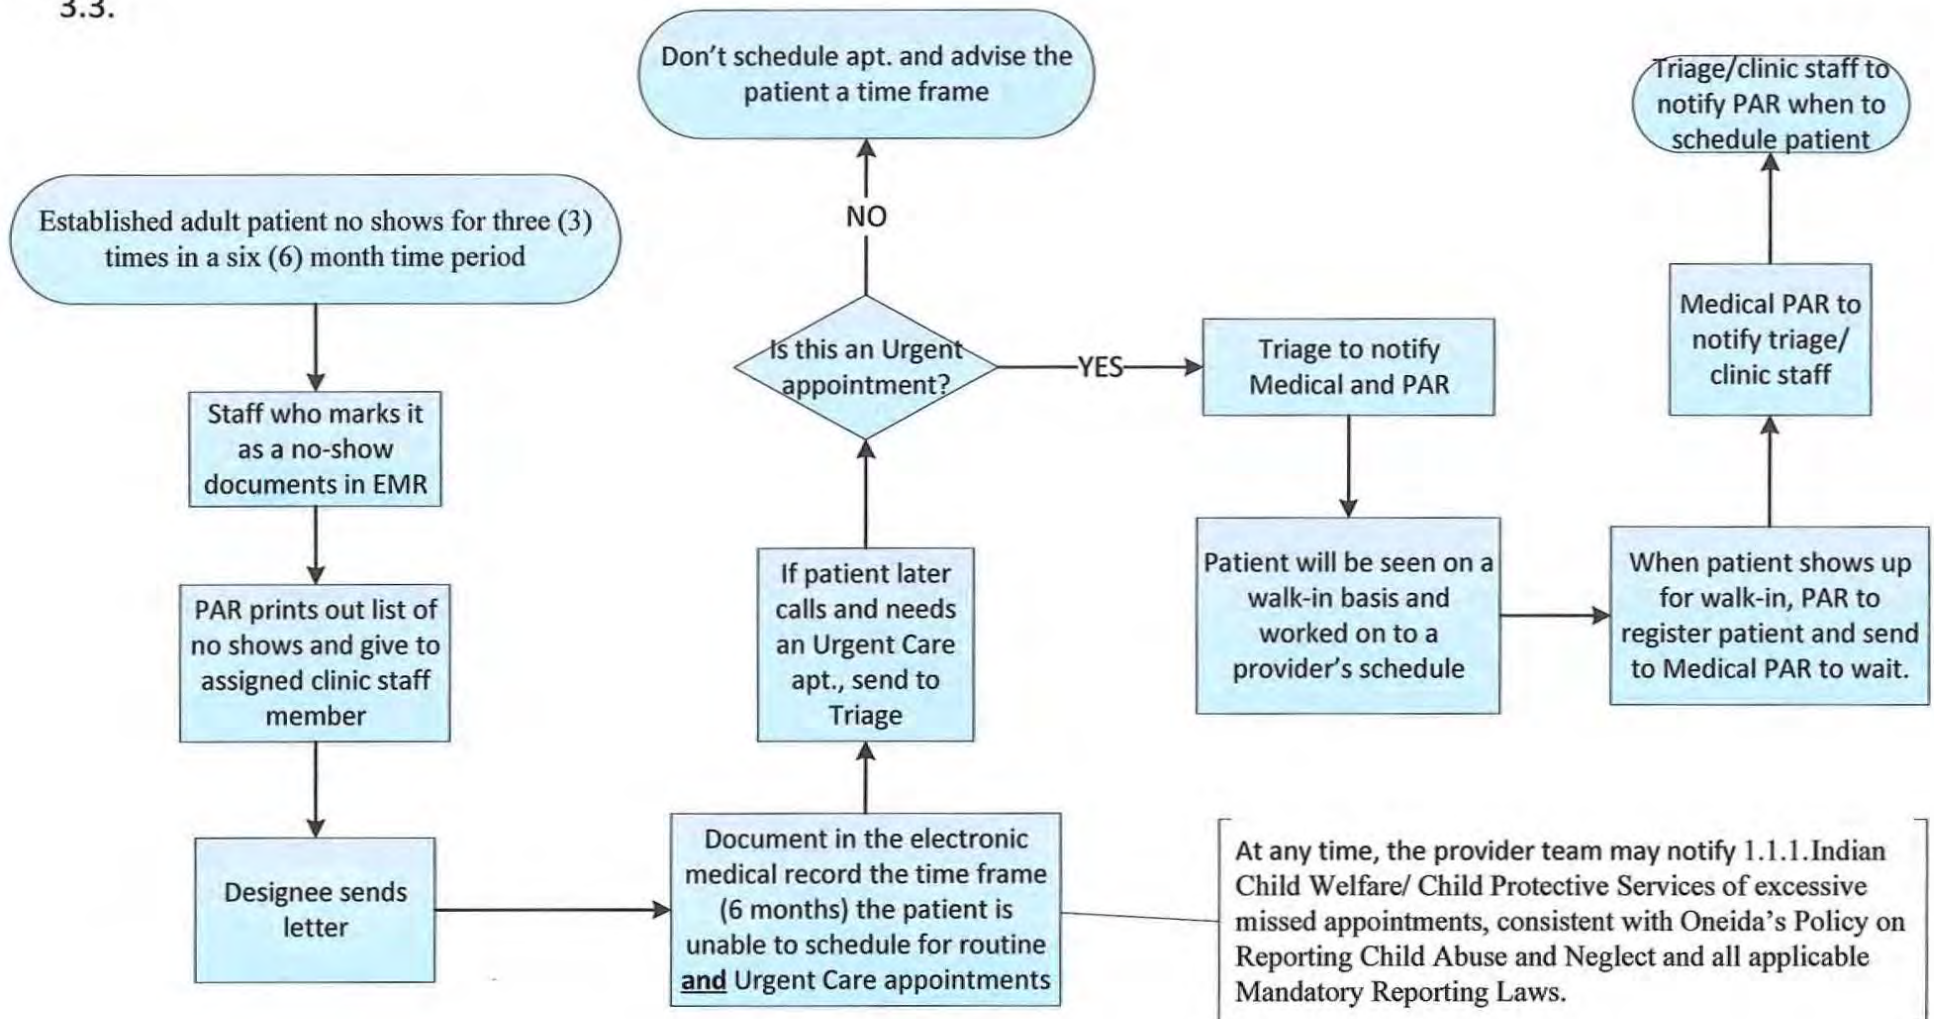 3.3.
Established adult patient no shows for three (3)
times in a six (6) month time period
Staff who marks it
as a no-show
documents in EMR
PAR prints out list of
no shows and give to
assigned clinic staff
member
Designee sends
letter
Document in the electronic
medical record the time frame
(6 months) the patient is
unable to schedule for routine
and Urgent Care appointments
At any time, the provider team may notify 1.1.1.Indian
Child Welfare/ Child Protective Services of excessive
missed appointments, consistent with Oneida's Policy on
Reporting Child Abuse and Neglect and all applicable
Mandatory Reporting Laws.
If patient later
calls and needs
an Urgent Care
apt., send to
Triage
Is this an Urgent
appointment?
NO
Don't schedule apt. and advise the
patient a time frame
YES
Triage to notify
Medical and PAR
Patient will be seen on a
walk-in basis and
worked on to a
provider's schedule
When patient shows up
for walk-in, PAR to
register patient and send
to Medical PAR to wait.
Medical PAR to
notify triage/
clinic staff
Triage/clinic staff to
notify PAR when to
schedule patient